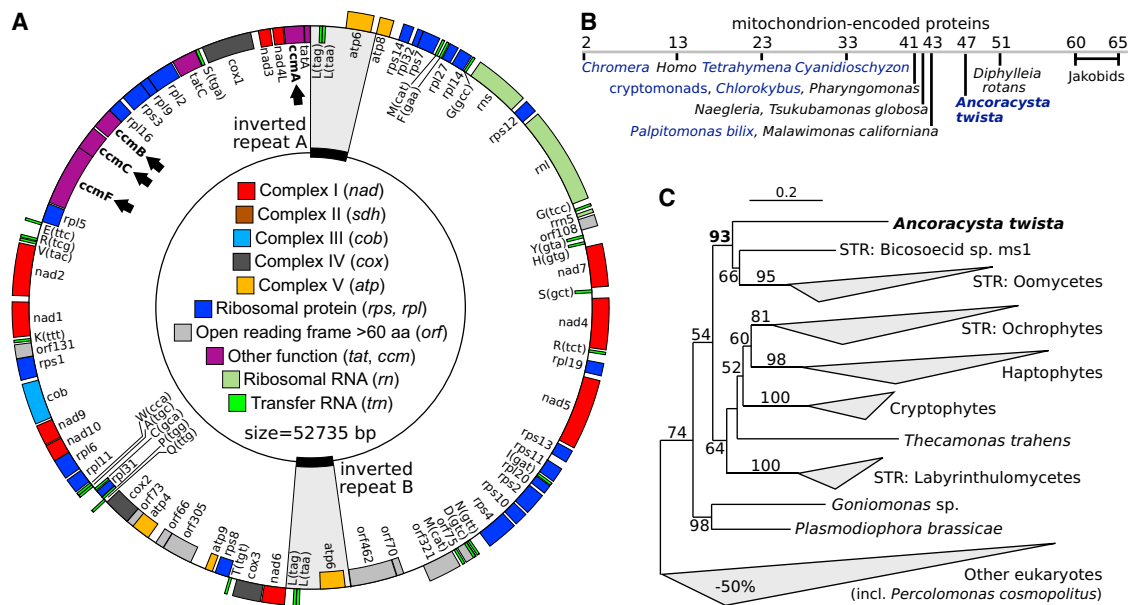 A
inverted
repeat A
Complex I (nad)
Complex II (sdh)
Complex III (cob)
Complex IV (cox)
Complex V (atp)
Ribosomal protein (rps, rpl)
Open reading frame >60 aa (orf)
Other function (tat, ccm)
Ribosomal RNA (rn)
Transfer RNA (trn)
size=52735 bp
inverted
repeat B
atp6
atp8
rps14
rpl32
rps7
M(cat)
F(gaa)
rpl27
rpl14
G(gcc)
rns
rps12
rnl
G(tcc)
rrn5
orf108
Y(gta)
H(gtg)
nad7
S(gct)
nad4
R(tct)
rpl19
nad5
rps13
rps11
I(gat)
rpl20
rps2
rps10
rps4
N(gtt)
D(gtc)
orf75
M(cat)
orf321
orf70
orf462
atp6
L(taa)
L(tag)
nad6
cox3
T(tgt)
rps8
atp9
orf305
orf66
atp4
orf73
cox2
rpl31
Q(ttg)
P(tgg)
C(gca)
A(tgc)
W(cca)
rpl11
rpl6
nad10
nad9
cob
rps1
orf131
K(ttt)
nad1
nad2
V(tac)
R(tcg)
E(ttc)
rpl5
ccmF
ccmC
ccmB
rpl16
rps3
rpl9
rpl2
tatC
S(tga)
cox1
nad3
nad4L
ccmA
tatA
L(tag)
L(taa)
B
mitochondrion-encoded proteins
2 13 23 33 41 43 47 51 60 65
Chromera Homo Tetrahymena Cyanidioschyzon
cryptomonads, Chlorokybus, Pharyngomonas
Naegleria, Tsukubamonas globosa
Palpitomonas bilix, Malawimonas californiana
Ancoracysta
twista
Diphylleia
rotans
Jakobids
C
0.2
Ancoracysta twista
93
STR: Bicosoecid sp. ms1
66
95
STR: Oomycetes
54
81
STR: Ochrophytes
60
98
Haptophytes
52
100
Cryptophytes
Thecamonas trahens
74
64
100
STR: Labyrinthulomycetes
Goniomonas sp.
98
Plasmodiophora brassicae
-50%
Other eukaryotes
(incl. Percolomonas cosmopolitus)